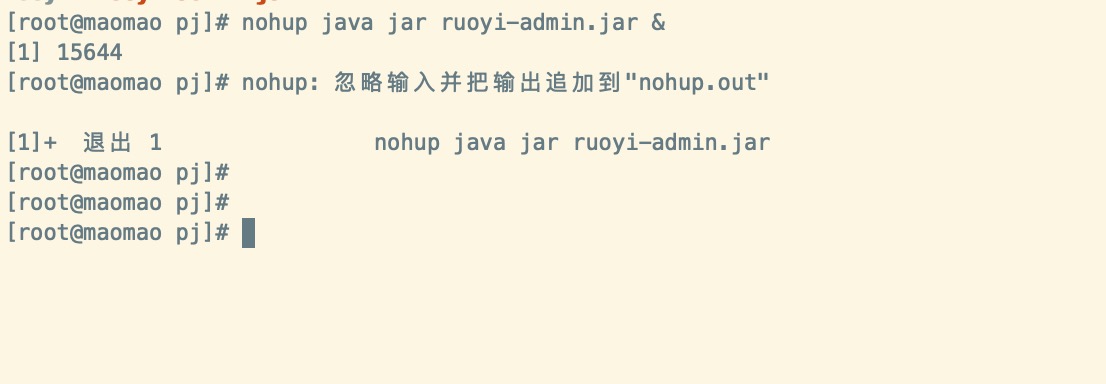 [root@maomao pj]# nohup java jar ruoyi-admin.jar &
[1] 15644
[root@maomao pj]# nohup: 忽略输入并把输出追加到"nohup.out"
[1]+  退出 1                nohup java jar ruoyi-admin.jar
[root@maomao pj]#
[root@maomao pj]#
[root@maomao pj]#